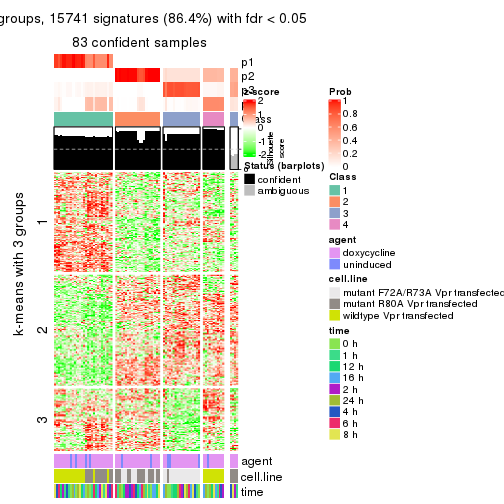 groups, 15741 signatures (86.4%) with fdr < 0.05
83 confident samples
p1
p2
z-score
2
1
0
-1
-2
Silhouette
score
Prob
1
0.8
0.6
0.4
0.2
0
Status (barplots)
confident
ambiguous
Class
1
2
3
4
agent
doxycycline
uninduced
cell.line
mutant F72A/R73A Vpr transfected
mutant R80A Vpr transfected
wildtype Vpr transfected
time
0 h
1 h
12 h
16 h
2 h
24 h
4 h
6 h
8 h
k-means with 3 groups
1
2
3
agent
cell.line
time